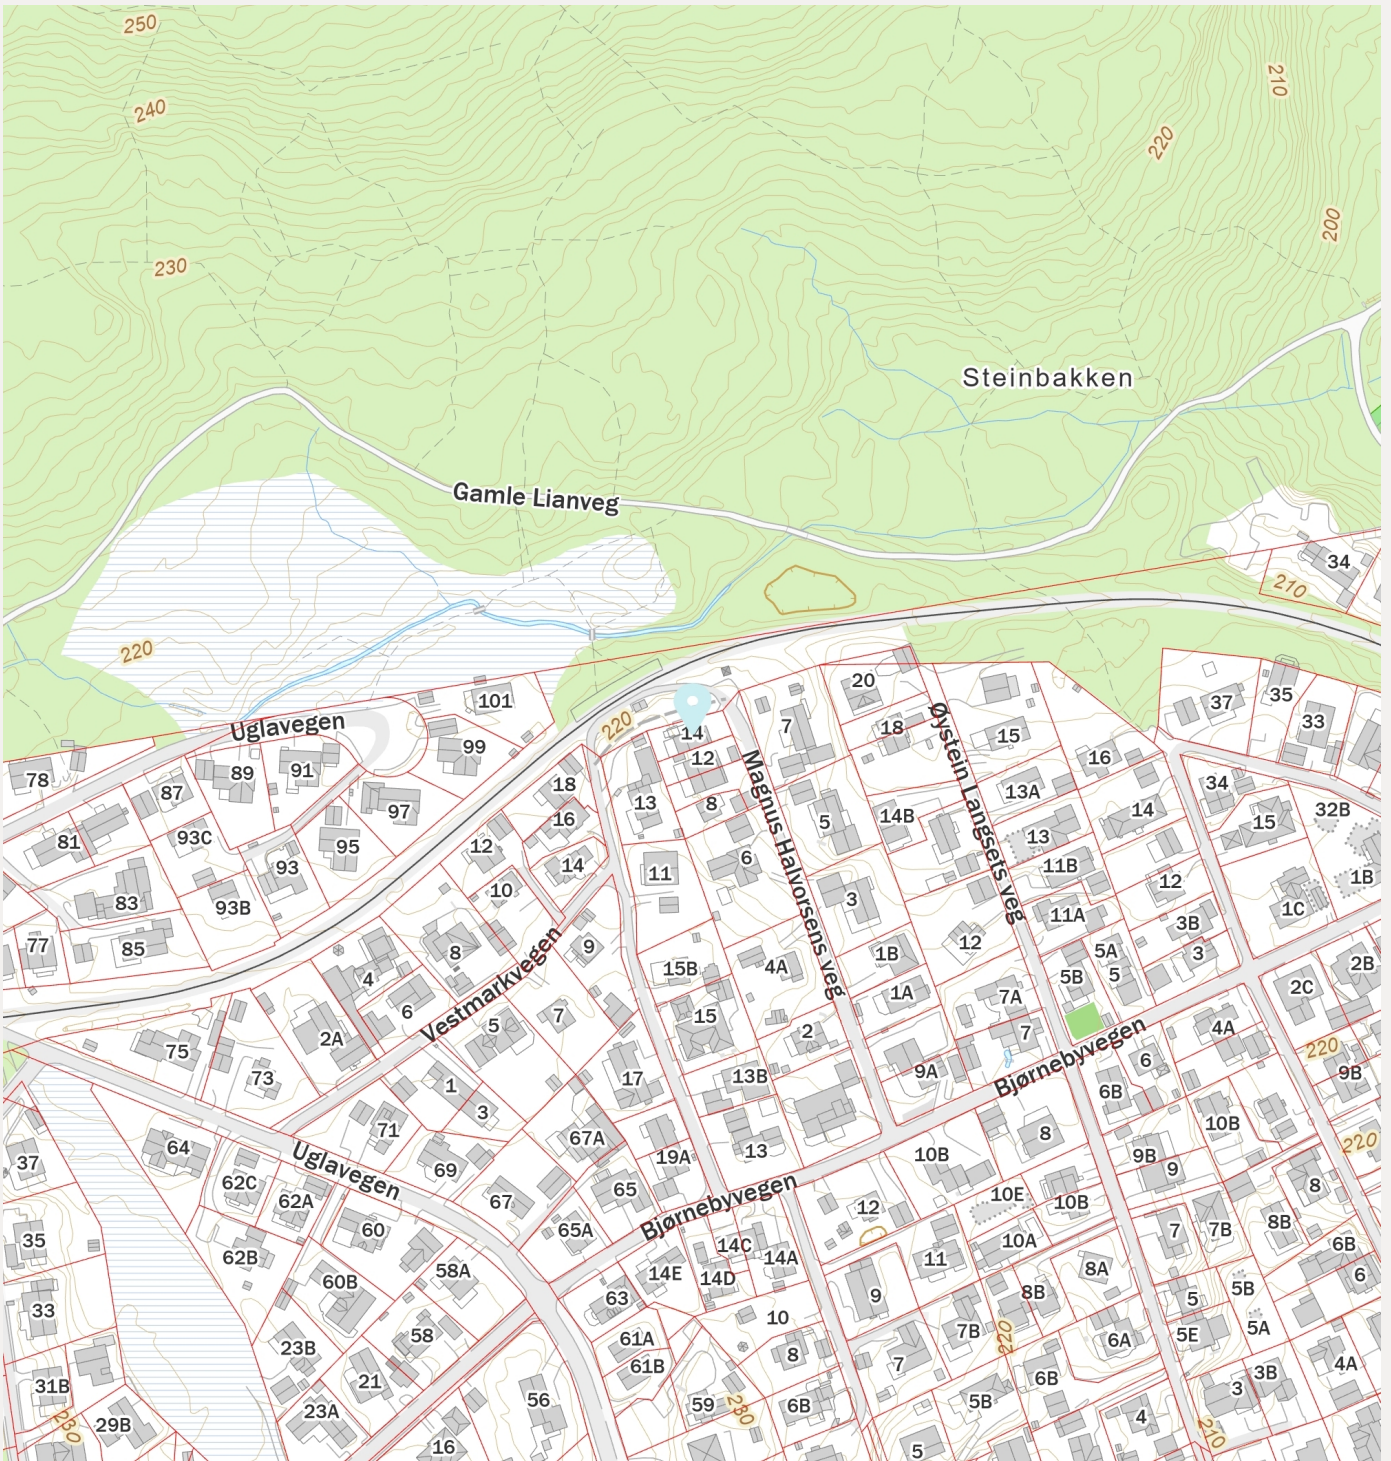 250
210
240
220
200
230
Steinbakken
Gamle Lianveg
34
210
220
101
20
37
35
33
Uglavegen
220
7
18
Øystein Langsets veg
15
14
99
78
89
91
12
Magnus Halvorsens veg
16
87
18
34
13A
97
13
8
14
32B
5
14B
16
15
93C
13
81
95
12
6
11B
14
11
1B
93
10
12
83
3
93B
1C
11A
3B
9
12
77
85
8
1B
5A
3
15B
4A
2B
4
5B
5
2C
1A
7A
6
Vestmarkvegen
7
15
5
4A
2
7
2A
75
Bjørnebyvegen
220
6
9A
9B
73
17
13B
1
6B
3
10B
71
8
67A
220
64
13
10B
9B
37
19A
9
69
Uglavegen
62C
8
65
10E
62A
67
Bjørnebyvegen
10B
12
8B
60
65A
7
7B
35
10A
14C
6B
62B
11
14A
58A
8A
14E
14D
6
60B
5B
8B
9
63
5
33
10
5A
7B
58
220
5E
61A
6A
23B
8
7
4A
61B
3B
6B
21
31B
3
56
5B
59
6B
23A
230
4
230
29B
210
16
5